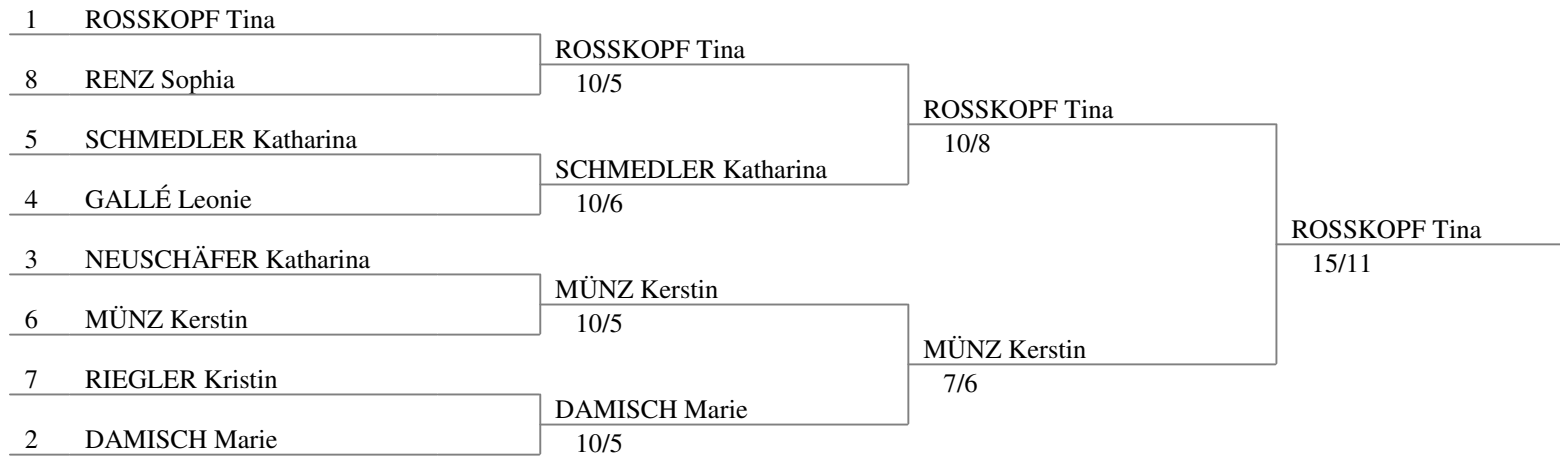 1 ROSSKOPF Tina
ROSSKOPF Tina
8 RENZ Sophia
10/5
ROSSKOPF Tina
5 SCHMEDLER Katharina
10/8
SCHMEDLER Katharina
4 GALLÉ Leonie
10/6
ROSSKOPF Tina
3 NEUSCHÄFER Katharina
15/11
MÜNZ Kerstin
6 MÜNZ Kerstin
10/5
MÜNZ Kerstin
7 RIEGLER Kristin
7/6
DAMISCH Marie
2 DAMISCH Marie
10/5